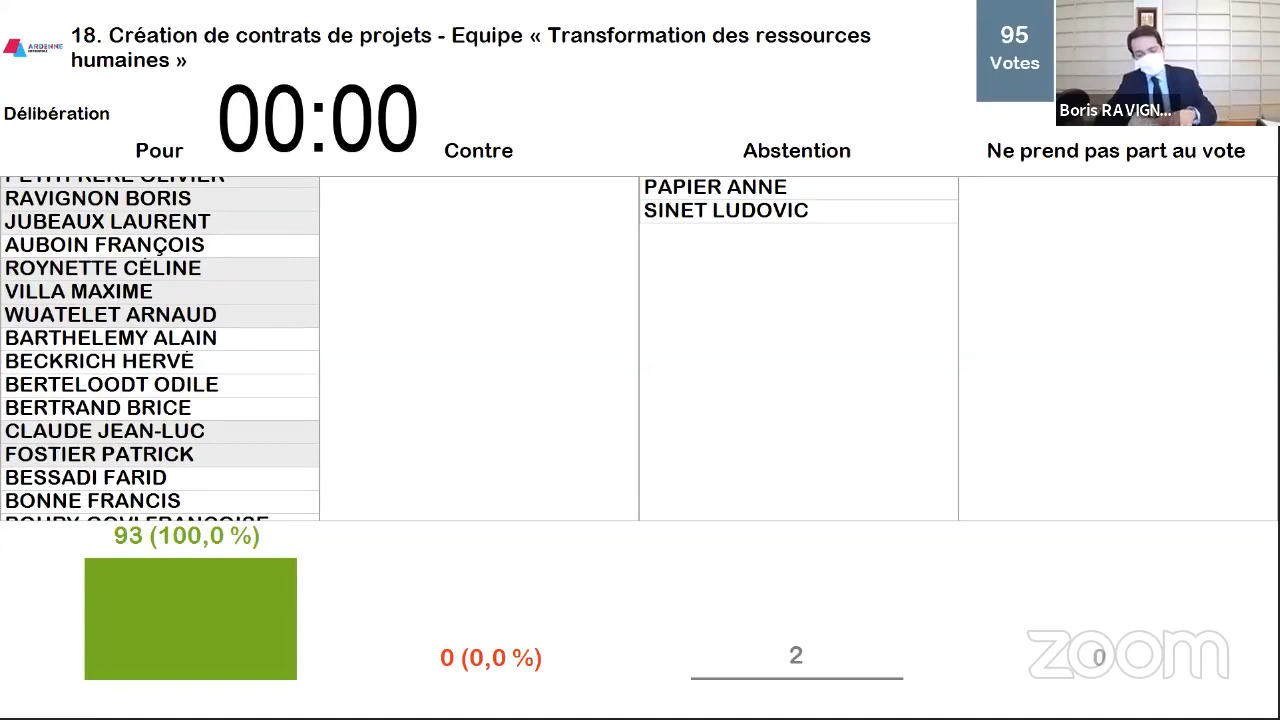 18. Création de contrats de projets - Equipe « Transformation des ressources
humaines »
ARDENNE
95
Votes
Boris RAVIGN...
Délibération
00:00
Pour
Contre
Abstention
Ne prend pas part au vote
PETITFRERE OLIVIER
RAVIGNON BORIS
JUBEAUX LAURENT
AUBOIN FRANÇOIS
ROYNETTE CÉLINE
VILLA MAXIME
WUATELET ARNAUD
BARTHELEMY ALAIN
BECKRICH HERVÉ
BERTELOODT ODILE
BERTRAND BRICE
CLAUDE JEAN-LUC
FOSTIER PATRICK
BESSADI FARID
BONNE FRANCIS
PAPIER ANNE
SINET LUDOVIC
93 (100,0 %)
0 (0,0 %)
2
0
zoom